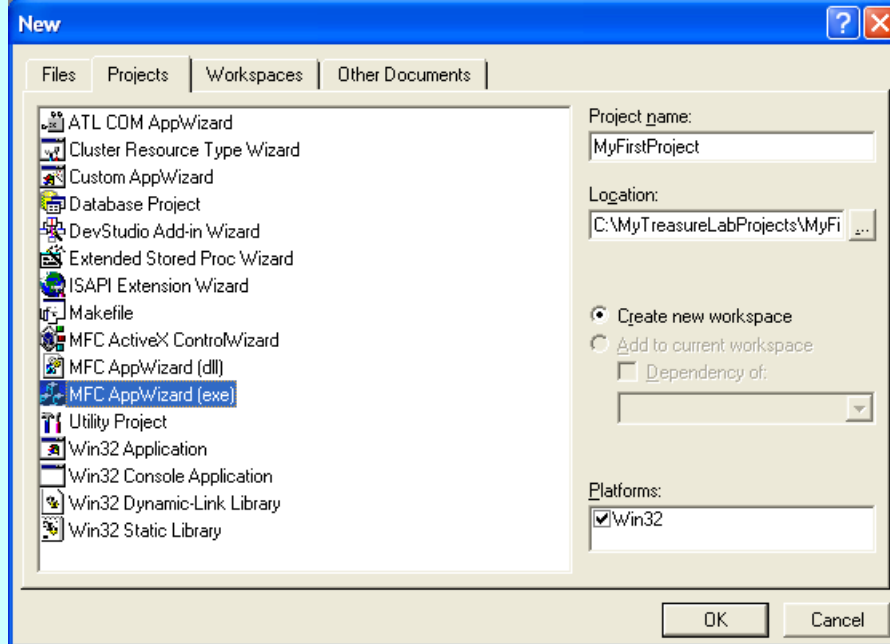 New
Files Projects Workspaces Other Documents
ATL COM AppWizard
Cluster Resource Type Wizard
Custom AppWizard
Database Project
DevStudio Add-in Wizard
Extended Stored Proc Wizard
ISAPI Extension Wizard
Makefile
MFC ActiveX ControlWizard
MFC AppWizard (dll)
MFC AppWizard (exe)
Utility Project
Win32 Application
Win32 Console Application
Win32 Dynamic-Link Library
Win32 Static Library
Project name:
MyFirstProject
Location:
C:\MyTreasureLabProjects\MyFi ...
Create new workspace
Add to current workspace
Dependency of:
Platforms:
Win32
OK Cancel